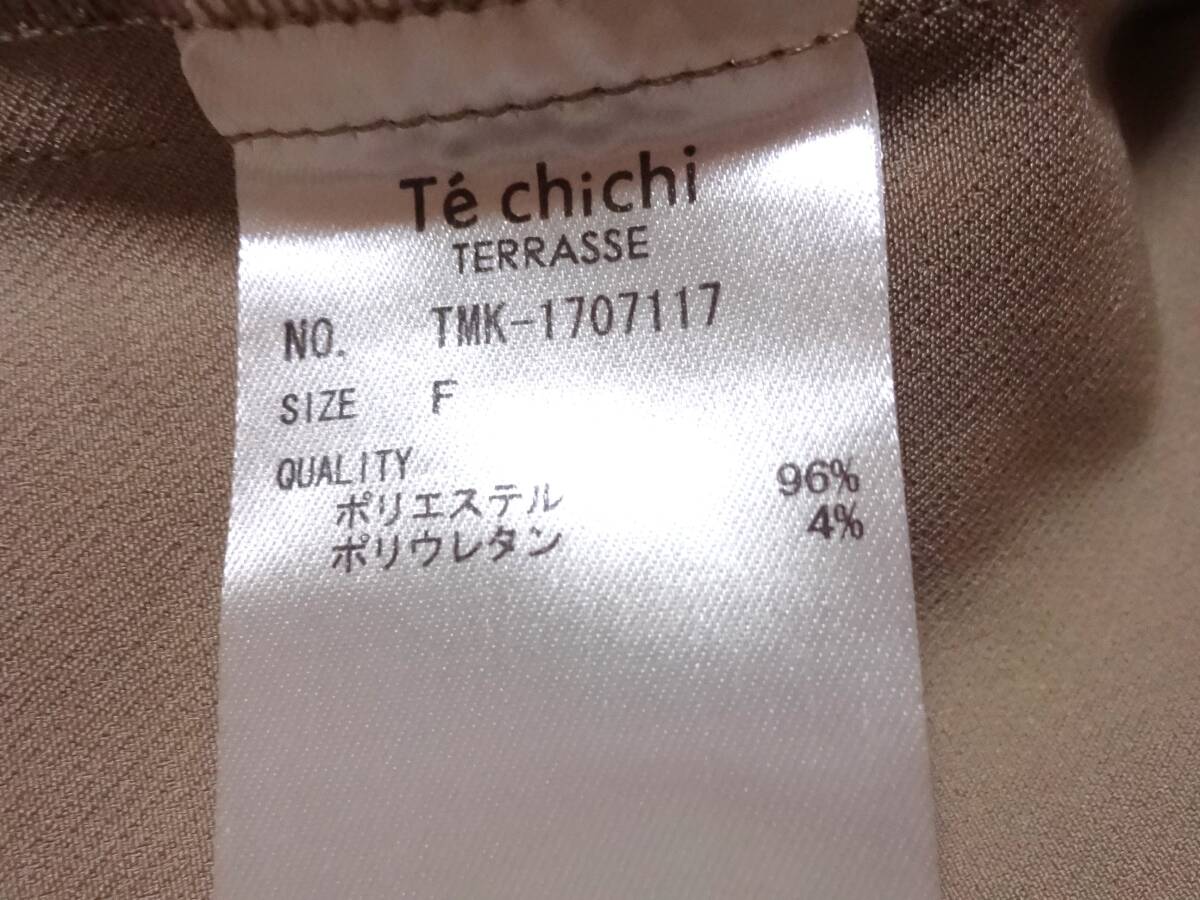 Té chichi
TERRASSE
NO. TMK-1707117
SIZE F
QUALITY
ポリエステル 96%
ポリウレタン 4%